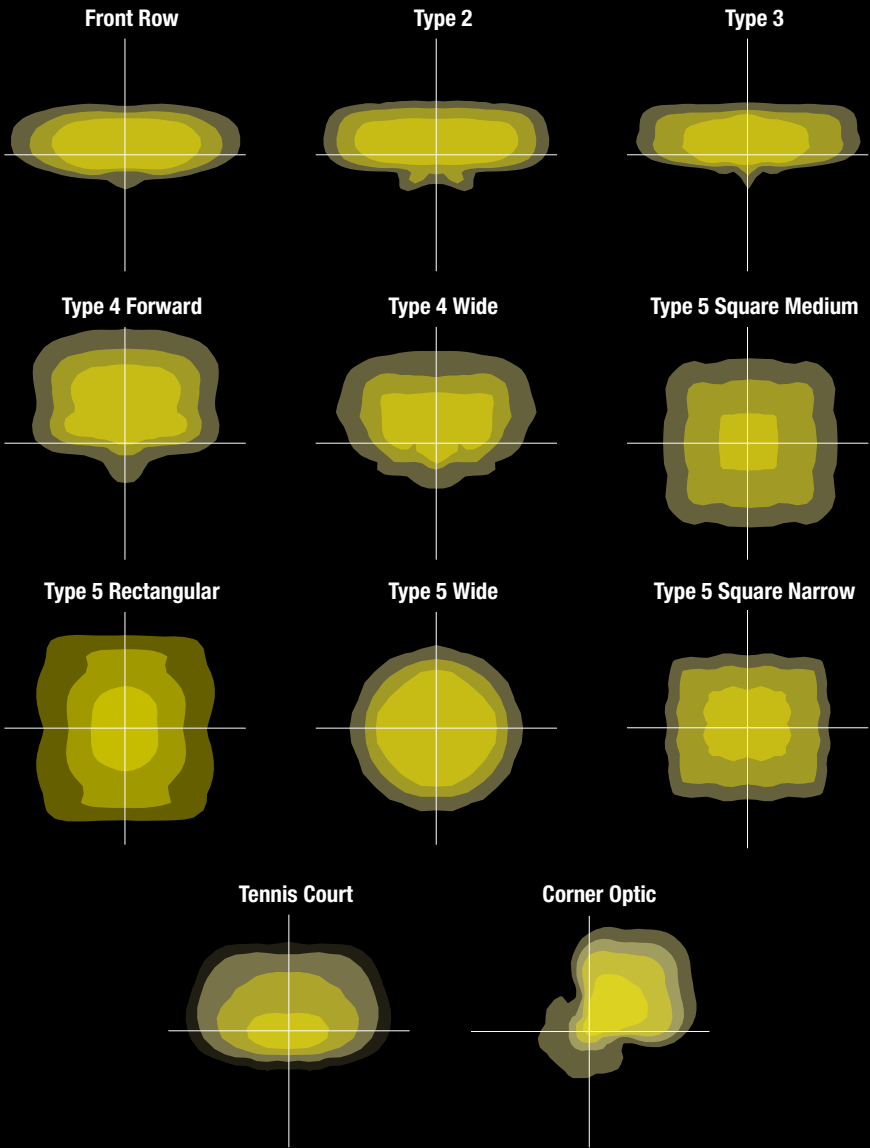 Front Row
Type 2
Type 3
Type 4 Forward
Type 4 Wide
Type 5 Square Medium
Type 5 Rectangular
Type 5 Wide
Type 5 Square Narrow
Tennis Court
Corner Optic